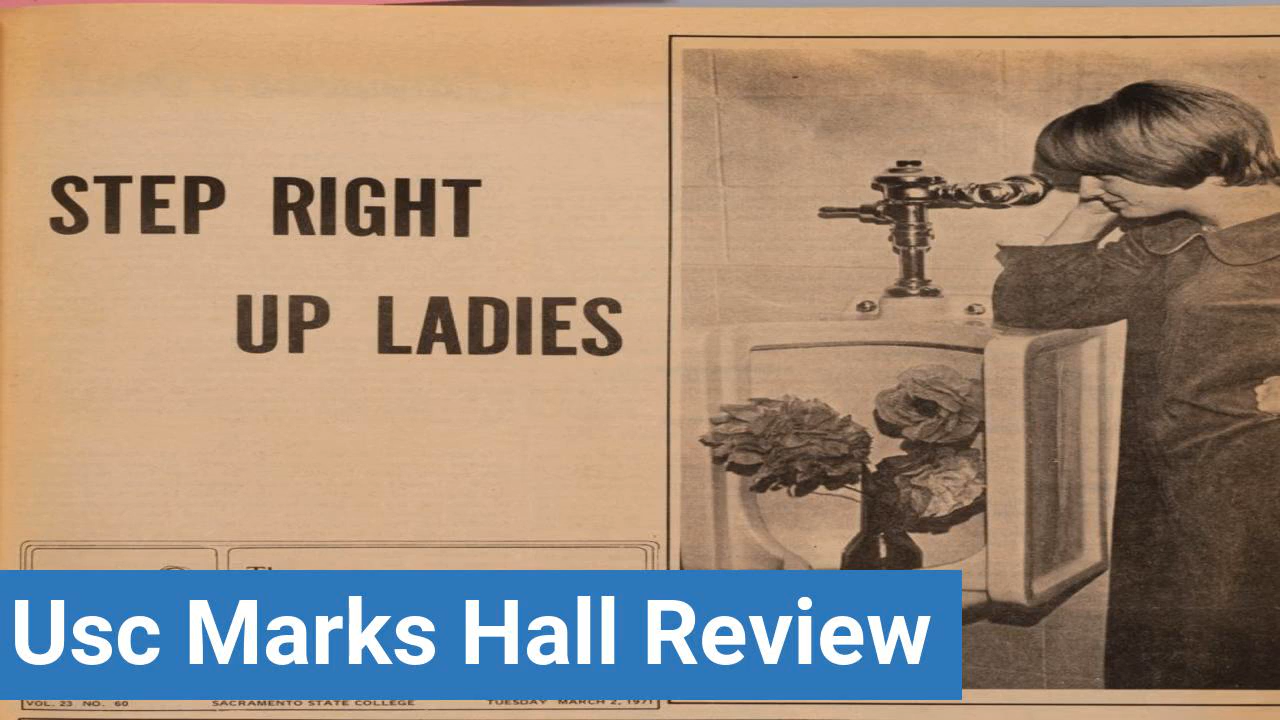 STEP RIGHT
UP LADIES
Th
Usc Marks Hall Review
VOL. 23 NO. 60 SACRAMENTO STATE COLLEGE TUESDAY MARCH 2, 1971